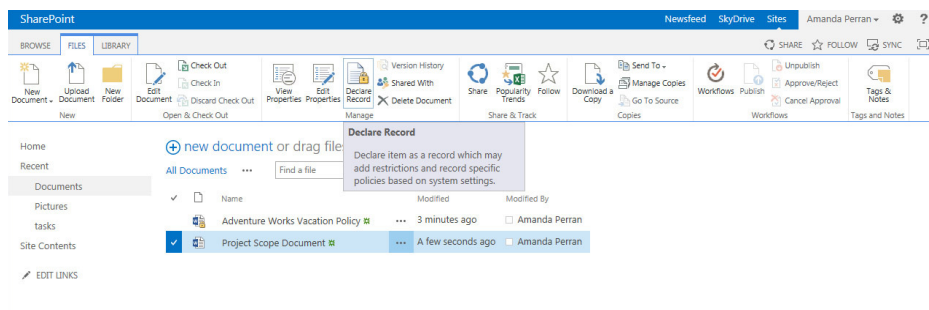 SharePoint
Newsfeed SkyDrive Sites Amanda Perran ?
BROWSE FILES LIBRARY
SHARE FOLLOW SYNC
New Document
Upload Document
New Folder
New
Edit Document
Check Out
Check In
Discard Check Out
Open & Check Out
View Properties
Edit Properties
Declare Record
Version History
Shared With
Delete Document
Manage
Share
Popularity Trends
Follow
Share & Track
Download a Copy
Send To
Manage Copies
Go To Source
Copies
Workflows
Publish
Unpublish
Approve/Reject
Cancel Approval
Workflows
Tags & Notes
Tags and Notes
Declare Record
Declare item as a record which may
add restrictions and record specific
policies based on system settings.
Home
Recent
Documents
Pictures
tasks
Site Contents
EDIT LINKS
new document or drag file
All Documents ... Find a file
Name Modified Modified By
Adventure Works Vacation Policy ... 3 minutes ago Amanda Perran
Project Scope Document ... A few seconds ago Amanda Perran